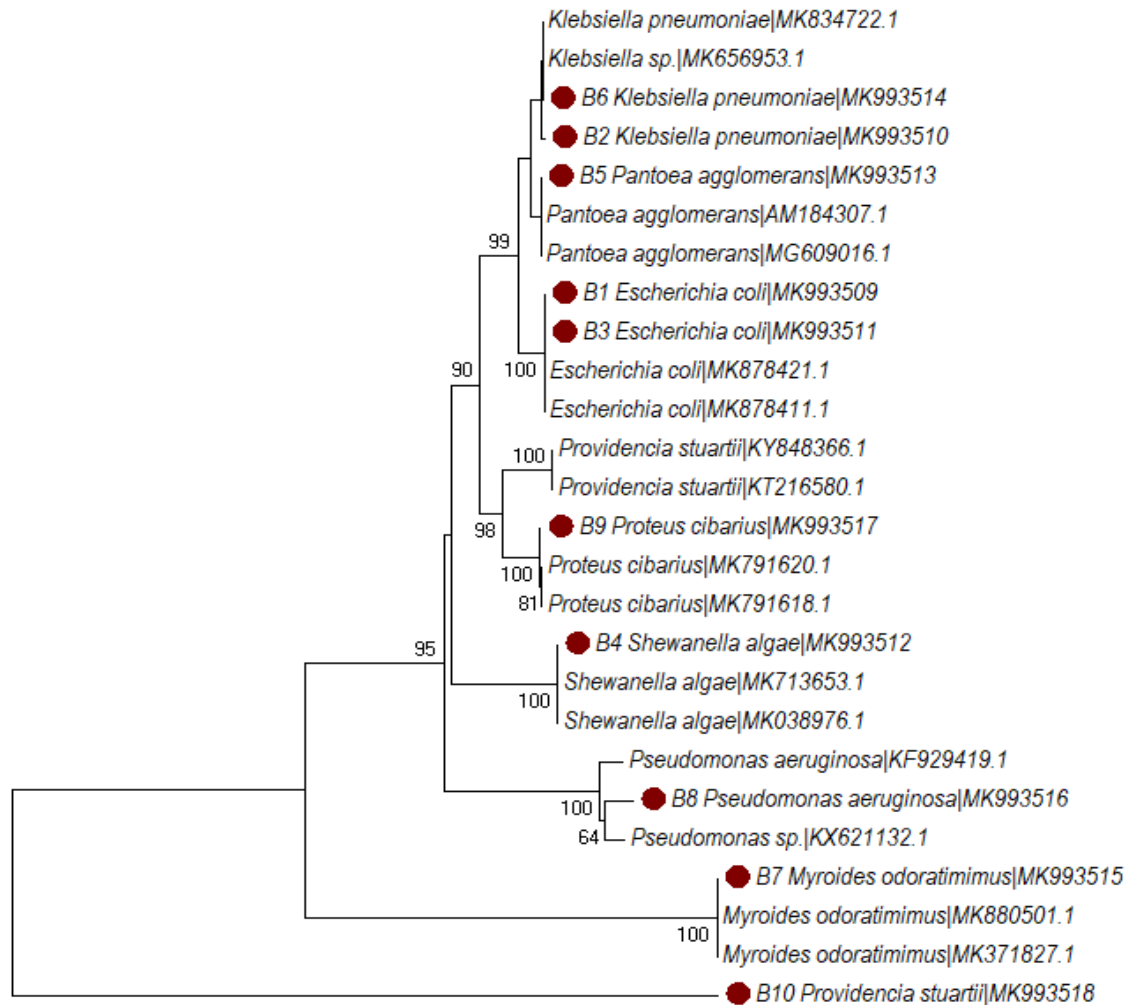 Klebsiella pneumoniae|MK834722.1
Klebsiella sp.|MK656953.1
B6 Klebsiella pneumoniae|MK993514
B2 Klebsiella pneumoniae|MK993510
B5 Pantoea agglomerans|MK993513
Pantoea agglomerans|AM184307.1
99
Pantoea agglomerans|MG609016.1
B1 Escherichia coli|MK993509
B3 Escherichia coli|MK993511
90
100
Escherichia coli|MK878421.1
Escherichia coli|MK878411.1
Providencia stuartii|KY848366.1
100
Providencia stuartii|KT216580.1
98
B9 Proteus cibarius|MK993517
Proteus cibarius|MK791620.1
100
81
Proteus cibarius|MK791618.1
B4 Shewanella algae|MK993512
95
Shewanella algae|MK713653.1
100
Shewanella algae|MK038976.1
Pseudomonas aeruginosa|KF929419.1
B8 Pseudomonas aeruginosa|MK993516
100
64
Pseudomonas sp.|KX621132.1
B7 Myroides odoratimimus|MK993515
Myroides odoratimimus|MK880501.1
100
Myroides odoratimimus|MK371827.1
B10 Providencia stuartii|MK993518